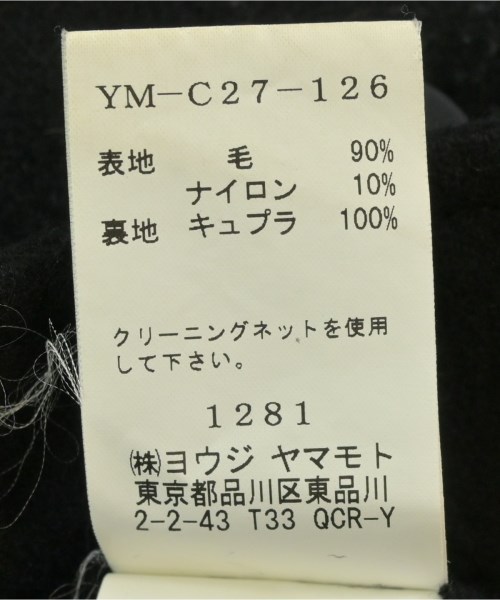 YM-C27-126
表地 毛 90%
ナイロン 10%
裏地 キュプラ 100%
クリーニングネットを使用
して下さい。
1281
㈱ヨウジ ヤマモト
東京都品川区東品川
2-2-43 T33 QCR-Y